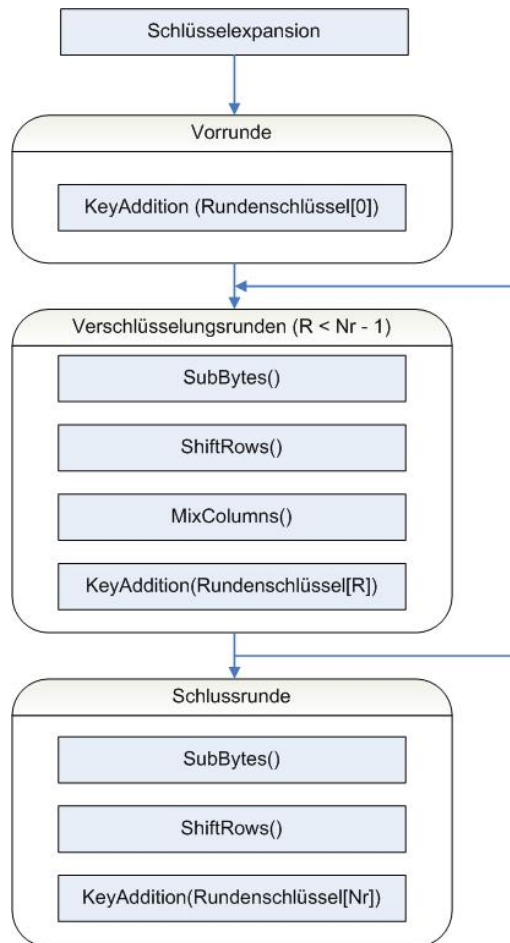 Schlüsselexpansion
Vorrunde
KeyAddition (Rundenschlüssel[0])
Verschlüsselungsrunden (R < Nr - 1)
SubBytes()
ShiftRows()
MixColumns()
KeyAddition(Rundenschlüssel[R])
Schlussrunde
SubBytes()
ShiftRows()
KeyAddition(Rundenschlüssel[Nr])